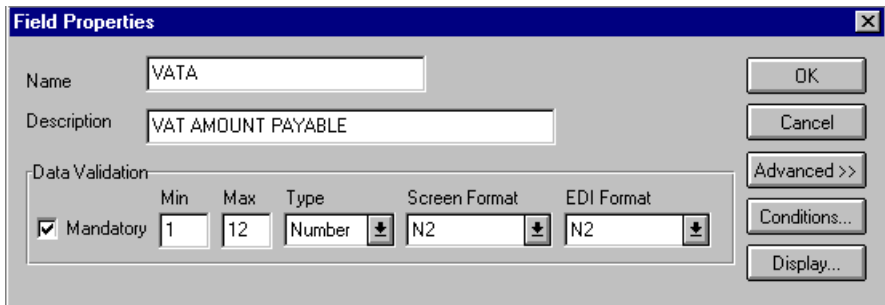 Field Properties
Name VATA OK
Description VAT AMOUNT PAYABLE Cancel
Data Validation Advanced >>
Min Max Type Screen Format EDI Format
Mandatory 1 12 Number N2 N2 Conditions...
Display...